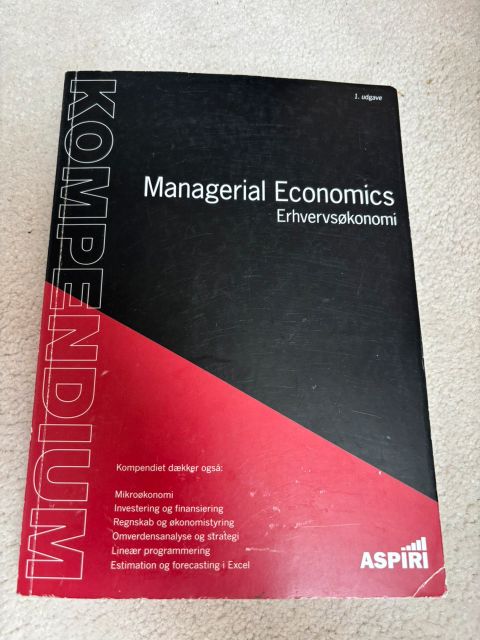 1. udgave
KOMPENDIUM
Managerial Economics
Erhvervsøkonomi
Kompendiet dækker også:
Mikroøkonomi
Investering og finansiering
Regnskab og økonomistyring
Omverdensanalyse og strategi
Lineær programmering
Estimation og forecasting i Excel
ASPIRI